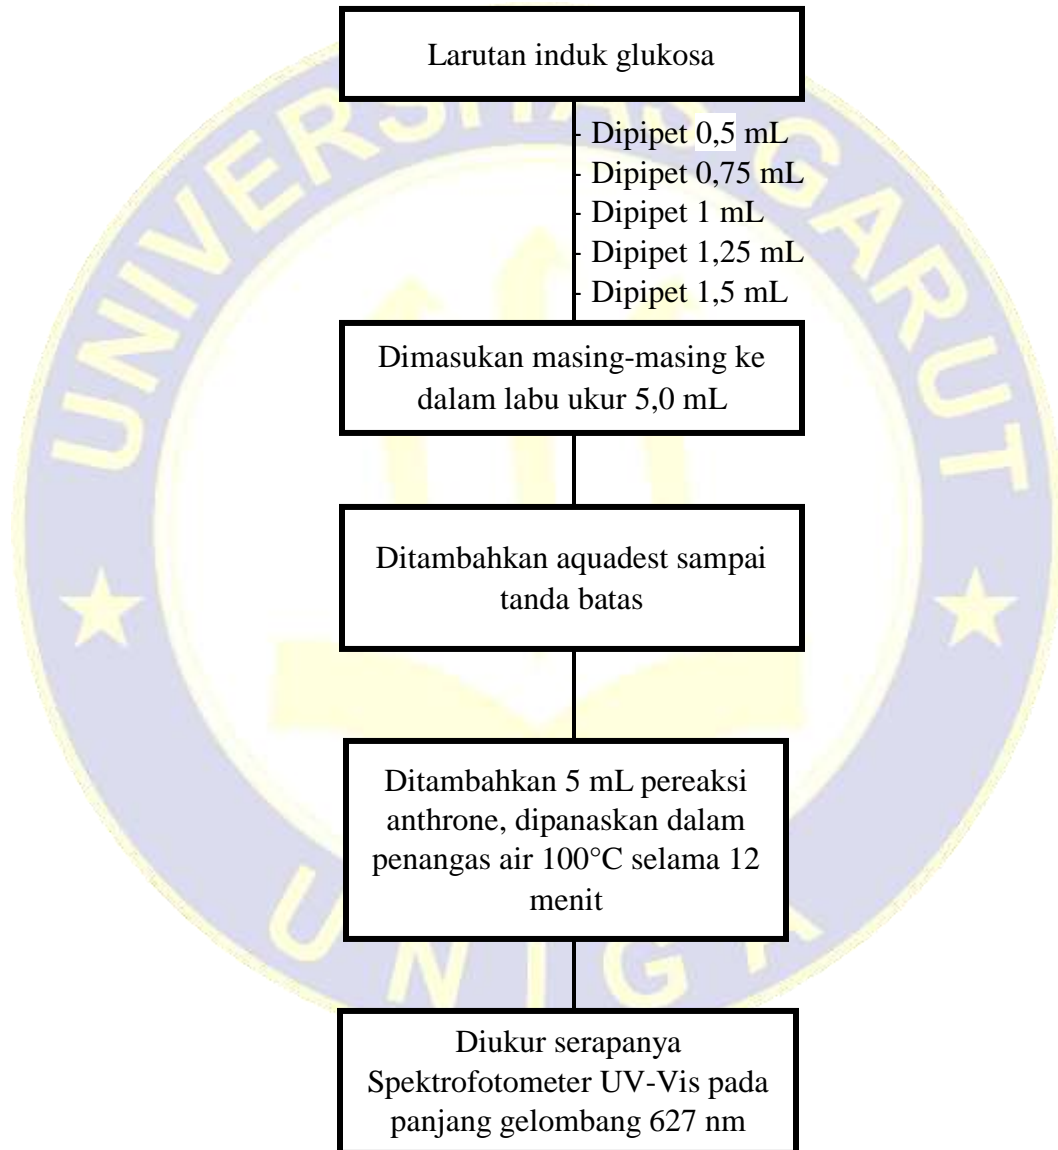 Larutan induk glukosa
- Dipipet 0,5 mL
- Dipipet 0,75 mL
- Dipipet 1 mL
- Dipipet 1,25 mL
- Dipipet 1,5 mL
Dimasukan masing-masing ke
dalam labu ukur 5,0 mL
Ditambahkan aquadest sampai
tanda batas
Ditambahkan 5 mL pereaksi
anthrone, dipanaskan dalam
penangas air 100°C selama 12
menit
Diukur serapanya
Spektrofotometer UV-Vis pada
panjang gelombang 627 nm
UNIVERSITAS GARUT
UNIGA